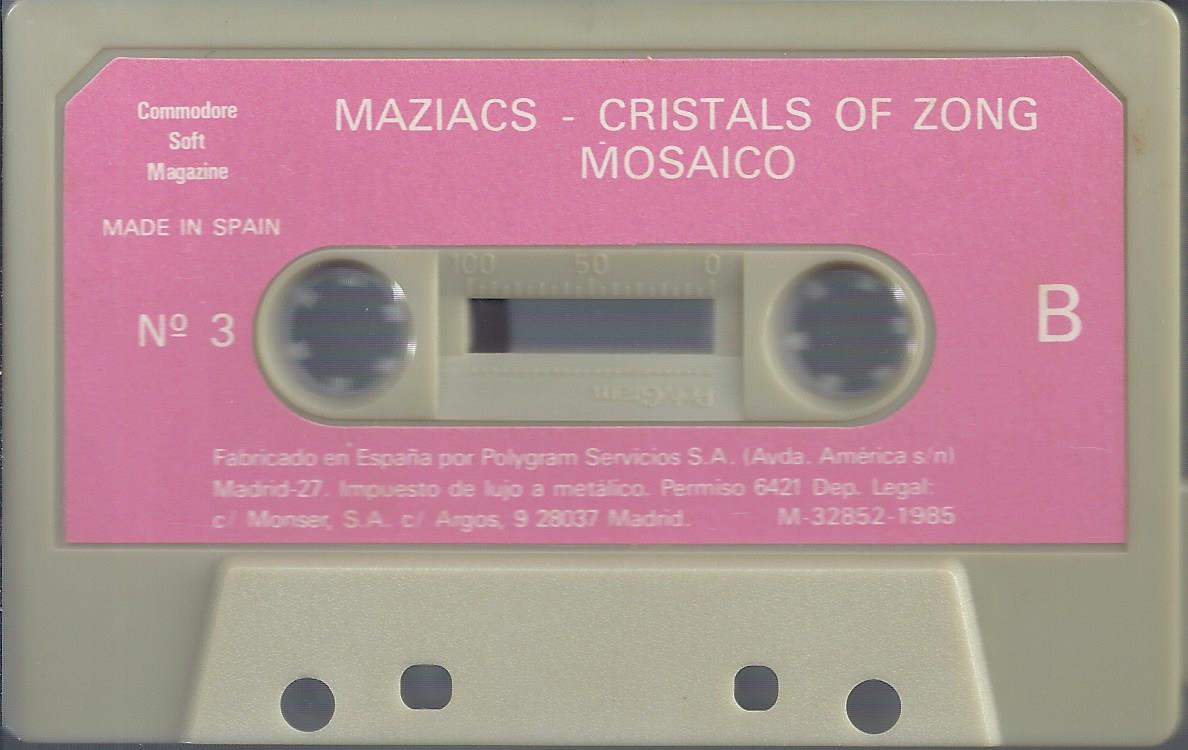 Commodore
Soft
Magazine
MAZIACS - CRISTALS OF ZONG
MOSAICO
MADE IN SPAIN
100 50 0
Nº 3
B
PolyGram
Fabricado en España por Polygram Servicios S.A. (Avda. América s/n)
Madrid-27. Impuesto de lujo a metálico. Permiso 6421 Dep. Legal:
c/ Monser, S.A. c/ Argos, 9 28037 Madrid. M-32852-1985